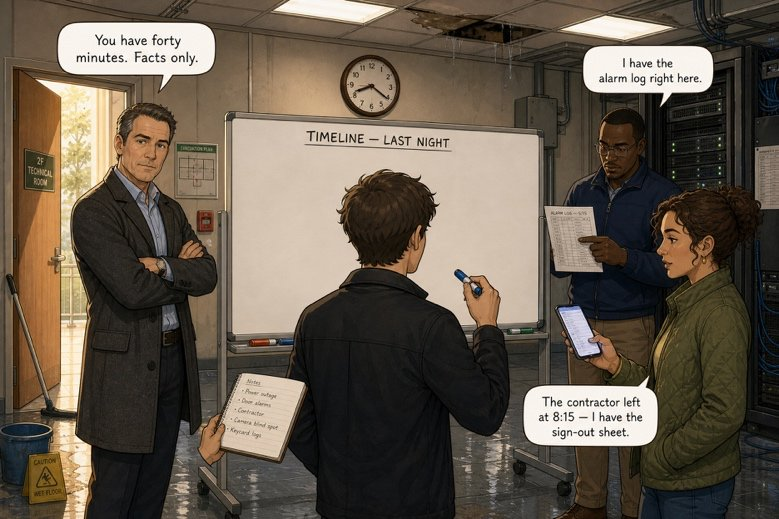 You have forty
minutes. Facts only.
I have the
alarm log right here.
TIMELINE — LAST NIGHT
EVACUATION PLAN
2F
TECHNICAL
ROOM
ALARM LOG – 5:15
Notes
• Power outage
• Door alarms
• Contractor
• Camera blind spot
• Keycard logs
The contractor left
at 8:15 — I have the
sign-out sheet.
CAUTION
WET FLOOR